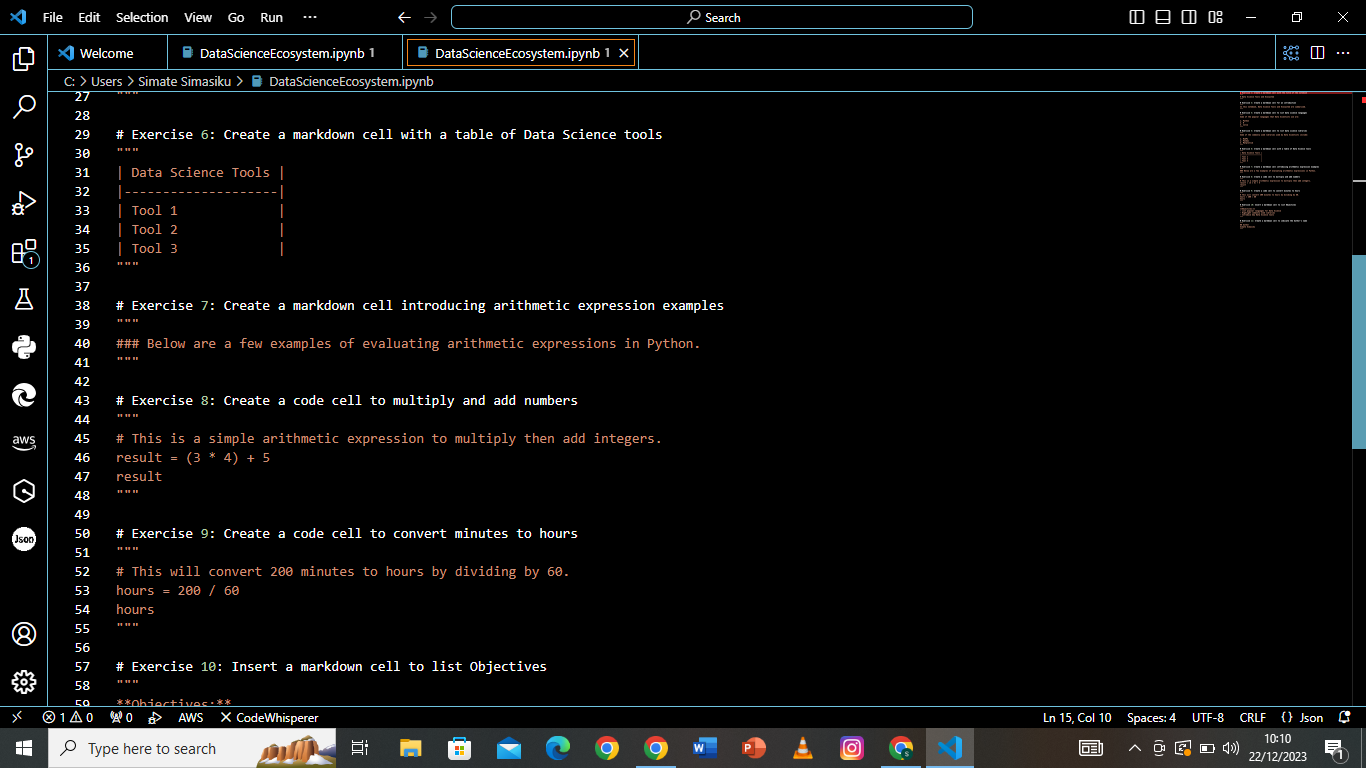 File Edit Selection View Go Run ··· Search
Welcome DataScienceEcosystem.ipynb 1 DataScienceEcosystem.ipynb 1
C: > Users > Simate Simasiku > DataScienceEcosystem.ipynb
27 """
28
29 # Exercise 6: Create a markdown cell with a table of Data Science tools
30 """
31 | Data Science Tools |
32 |--------------------|
33 | Tool 1 |
34 | Tool 2 |
35 | Tool 3 |
36 """
37
38 # Exercise 7: Create a markdown cell introducing arithmetic expression examples
39 """
40 ### Below are a few examples of evaluating arithmetic expressions in Python.
41 """
42
43 # Exercise 8: Create a code cell to multiply and add numbers
44 """
45 # This is a simple arithmetic expression to multiply then add integers.
46 result = (3 * 4) + 5
47 result
48 """
49
50 # Exercise 9: Create a code cell to convert minutes to hours
51 """
52 # This will convert 200 minutes to hours by dividing by 60.
53 hours = 200 / 60
54 hours
55 """
56
57 # Exercise 10: Insert a markdown cell to list Objectives
58 """
59 **Objectives:**
1
aws
Json
1 0 0 AWS CodeWhisperer Ln 15, Col 10 Spaces: 4 UTF-8 CRLF {} Json
Type here to search
10:10
22/12/2023
1